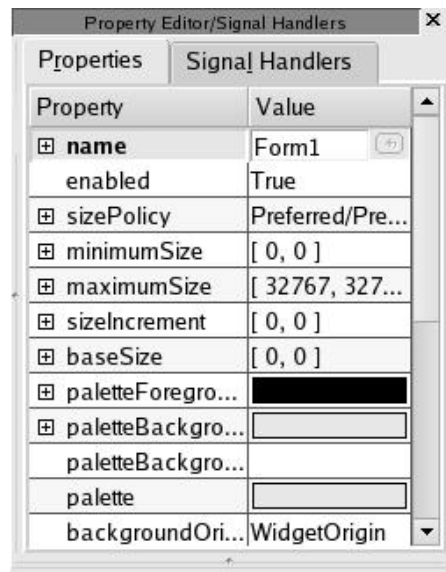 Property Editor/Signal Handlers
Properties Signal Handlers
Property Value
name Form1
enabled True
sizePolicy Preferred/Pre...
minimumSize [ 0, 0 ]
maximumSize [ 32767, 327...
sizeIncrement [ 0, 0 ]
baseSize [ 0, 0 ]
paletteForegro...
paletteBackgro...
paletteBackgro...
palette
backgroundOri... WidgetOrigin